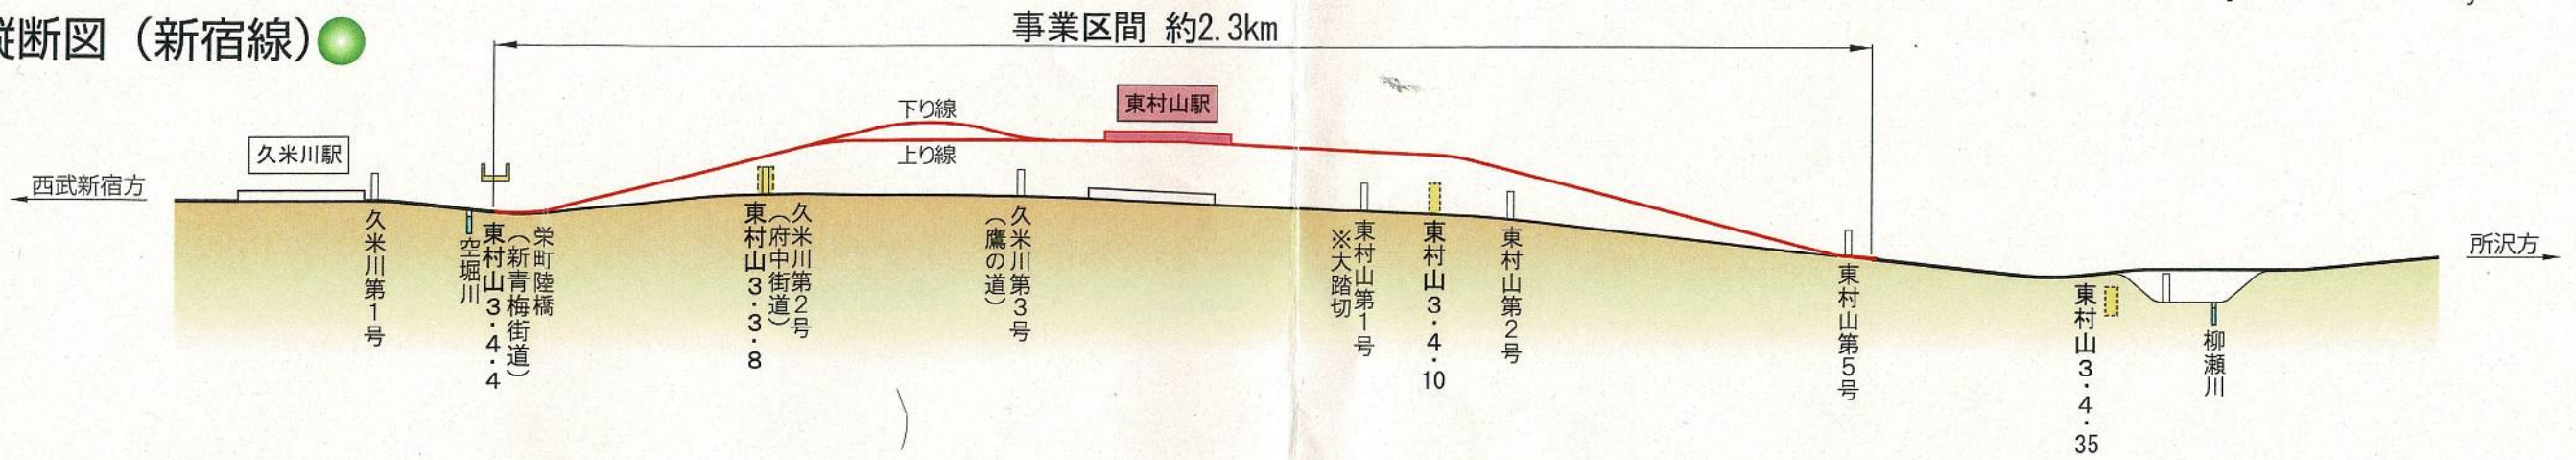 縦断図（新宿線）
事業区間 約2.3km
下り線
上り線
東村山駅
久米川駅
西武新宿方
所沢方
久米川第1号
空堀川
東村山3・4・4
（新青梅街道）
栄町陸橋
東村山3・3・8
（府中街道）
久米川第2号
（鷹の道）
久米川第3号
※大踏切
東村山第1号
東村山3・4・10
東村山第2号
東村山第5号
東村山3・4・35
柳瀬川